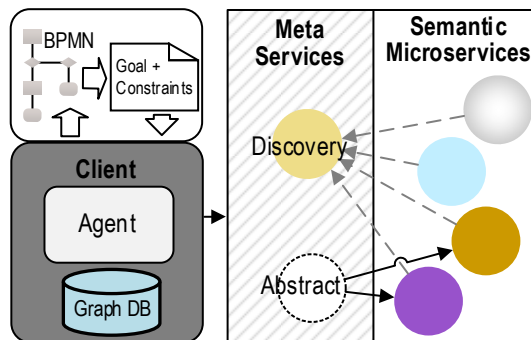 BPMN
Goal +
Constraints
Client
Agent
Graph DB
Meta
Services
Discovery
Abstract
Semantic
Microservices